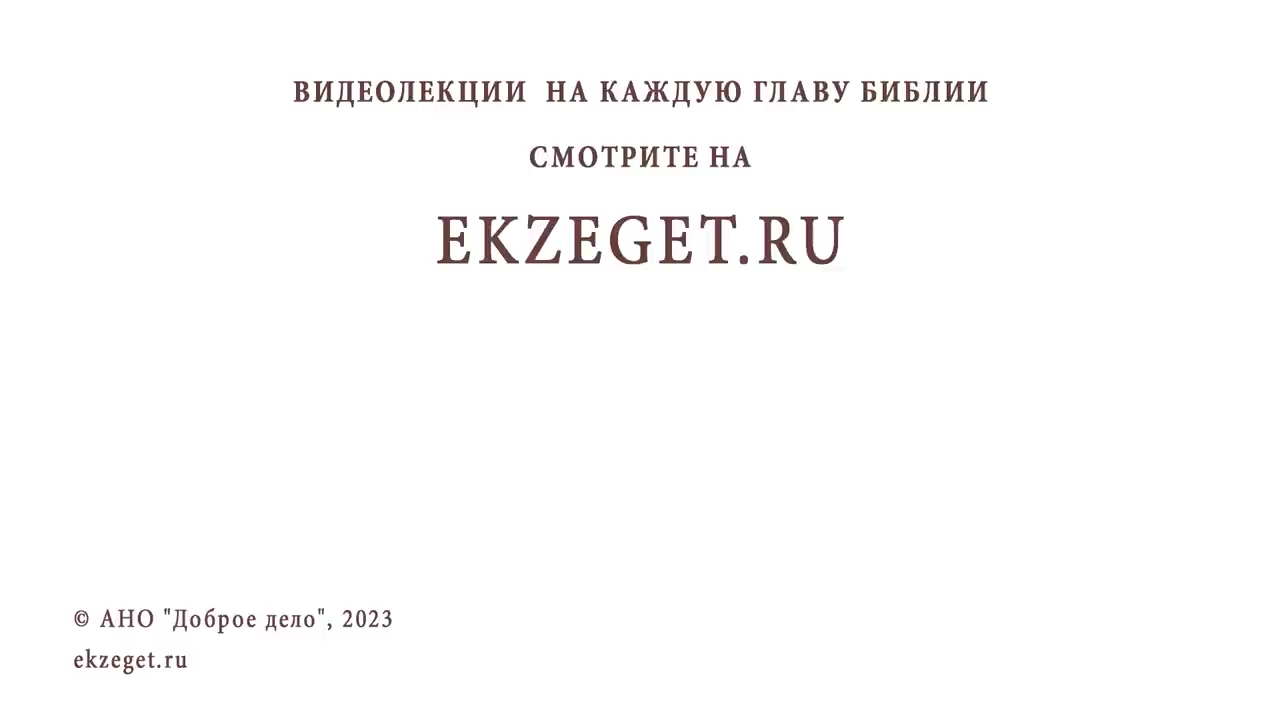 ВИДЕОЛЕКЦИИ НА КАЖДУЮ ГЛАВУ БИБЛИИ
СМОТРИТЕ НА
EKZEGET.RU
© АНО "Доброе дело", 2023
ekzeget.ru